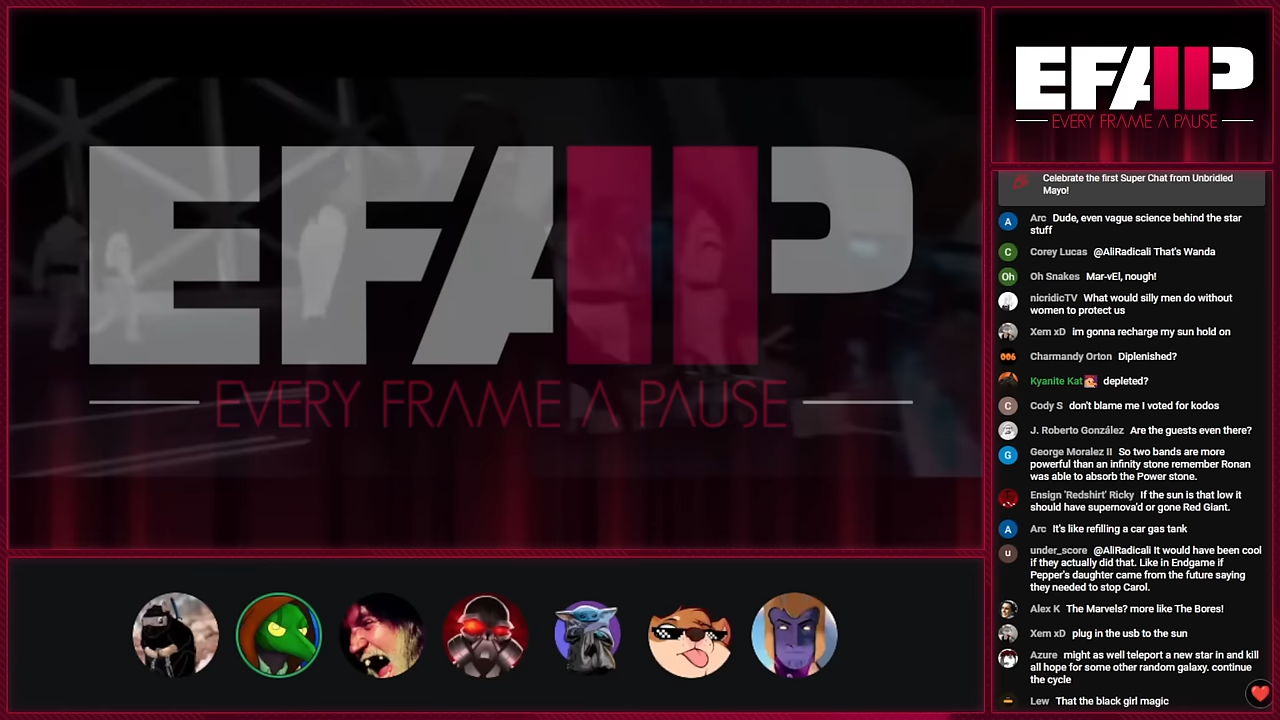 EFAP
EVERY FRAME A PAUSE
EFAP
EVERY FRAME A PAUSE
Celebrate the first Super Chat from Unbridled
Mayo!
A
Arc Dude, even vague science behind the star
stuff
C
Corey Lucas @AliRadicali That's Wanda
Oh
Oh Snakes Mar-vEl, nough!
nicridicTV What would silly men do without
women to protect us
Xem xD im gonna recharge my sun hold on
Charmandy Orton Diplenished?
Kyanite Kat depleted?
C
Cody S don't blame me I voted for kodos
J. Roberto González Are the guests even there?
G
George Moralez II So two bands are more
powerful than an infinity stone remember Ronan
was able to absorb the Power stone.
Ensign 'Redshirt' Ricky If the sun is that low it
should have supernova'd or gone Red Giant.
A
Arc It's like refilling a car gas tank
u
under_score @AliRadicali It would have been cool
if they actually did that. Like in Endgame if
Pepper's daughter came from the future saying
they needed to stop Carol.
Alex K The Marvels? more like The Bores!
Xem xD plug in the usb to the sun
Azure might as well teleport a new star in and kill
all hope for some other random galaxy. continue
the cycle
Lew That the black girl magic